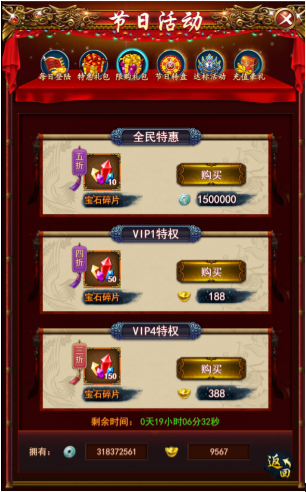 节日活动
每日登陆 特惠礼包 限购礼包 节日转盘 达标活动 充值豪礼
全民特惠
五折
10
购买
宝石碎片
1500000
VIP1特权
四折
50
购买
宝石碎片
188
VIP4特权
三折
150
购买
宝石碎片
388
剩余时间：0天19小时06分32秒
拥有： 318372561 9567
返回